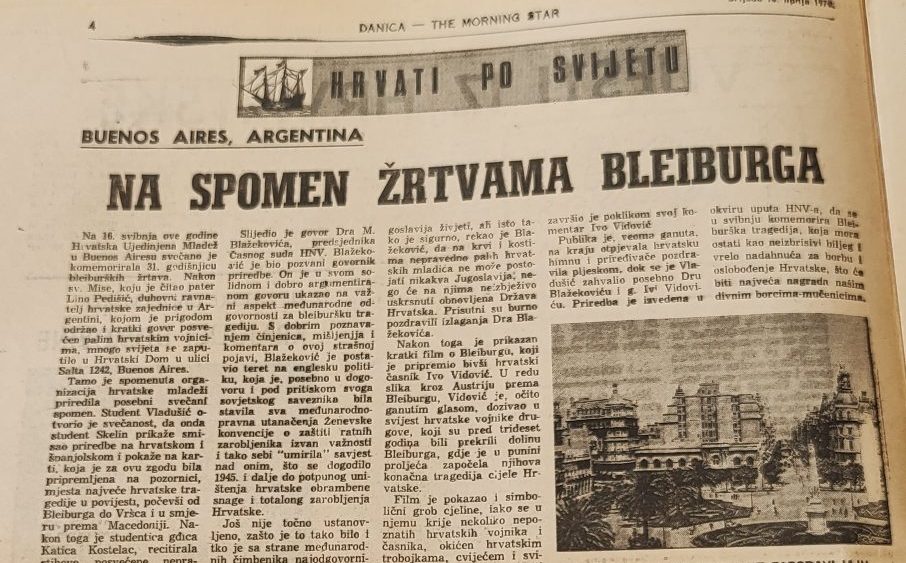 4
DANICA — THE MORNING STAR
HRVATI PO SVIJETU
BUENOS AIRES, ARGENTINA
NA SPOMEN ŽRTVAMA BLEIBURGA
Na 16. svibnja ove godine
Hrvatska Ujedinjena Mladež
u Buenos Airesu svečano je
komemorirala 31. godišnjicu
bleiburških žrtava. Nakon
sv. Mise, koju je čitao pater
Lino Pedišić, duhovni ravna-
telj hrvatske zajednice u Ar-
gentini, kojom je prigodom
održao i kratki govor posve-
ćen palim hrvatskim vojnici-
ma, mnogo svijeta se zapu-
tilo u Hrvatski Dom u ulici
Salta 1242, Buenos Aires.
Tamo je spomenuta orga-
nizacija hrvatske mladeži
priredila posebni svečani
spomen. Student Vladušić o-
tvorio je svečanost, da onda
student Skelin prikaže smi-
sao priredbe na hrvatskom i
španjolskom i pokaže na kar-
ti, koja je za ovu zgodu bila
pripremljena na pozornici,
mjesta najveće hrvatske tra-
gedije u povijesti, počevši od
Bleiburga do Vršca i u smje-
ru prema Macedoniji. Na-
kon toga je studentica gđica
Katica Kostelac, recitirala
Slijedio je govor Dra M.
Blažekovića, predsjednika
Časnog suda HNV. Blažeko-
vić je bio pozvani govornik
priredbe. On je u svom so-
lidnom i dobro argumentira-
nom govoru ukazao na važ-
ni aspekt međunarodne od-
govornosti za bleiburšku tra-
gediju. S dobrim poznava-
njem činjenica, mišljenjja i
komentara o ovoj strašnoj
pojavi, Blažeković je posta-
vio teret na englesku politi-
ku, koja je, posebno u dogo-
voru i pod pritiskom svoga
sovjetskog saveznika bila
stavila sva međunarodno-
pravna utanačenja Ženevske
konvencije o zaštiti ratnih
zarobljenika izvan važnosti
i tako sebi "umirila" savjest
nad onim, što se dogodilo
1945. i dalje do potpunog uni-
štenja hrvatske obrambene
snage i totalong zarobljenja
Hrvatske.
Još nije točno ustanov-
ljeno, zašto je to tako bilo i
tko je sa strane međunarod-
nih čimbenika najodgovorni-
goslavija živjeti, ali isto ta-
ko je sigurno, rekao je Bla-
žeković, da na krvi i kosti-
ma nepravedno palih hrvat-
skih mladića ne može posto-
jati nikakva Jugoslavija; ne-
go će na njima neizbježivo
uskrsnuti obnovljena Država
Hrvatska. Prisutni su burno
pozdravili izlaganja Dra Bla-
žekovića.
Nakon toga je prikazan
kratki film o Bleiburgu, koji
je pripremio bivši hrvatski
časnik Ivo Vidović. U redu
slika kroz Austriju prema
Bleiburgu, Vidović je, očito
ganutim glasom, dozivao u
svijest hrvatske vojnike dru-
gove, koji su pred trideset
godina bili prekrili dolinu
Bleiburga, gdje je u punini
proljeća započela njihova
konačna tragedija cijele Hr-
vatske.
Film je pokazao i simbo-
lični grob cjeline, iako se u
njemu krije nekoliko nepo-
znatih hrvatskih vojnika i
časnika, okićen hrvatskim
trobojkama, cviječem i svi-
završio je poklikom svoj ko-
mentar Ivo Vidović.
Publika je, veoma ganuta,
na kraju otpjevala hrvatsku
himnu i priređivače pozdra-
vila pljeskom, dok se je Vla-
dušić zahvalio posebno Dru
Blažekoviću i g. Ivi Vidovi-
ću. Priredba je izvedena u
okviru uputa HNV-a, da se
u svibnju komemorira Blei-
burška tragedija, koja mora
ostati kao neizbrisivi biljeg i
vrelo nadahnuća za borbu i
oslobođenje Hrvatske, što će
biti najveća nagrada našim
divnim borcima-mučenicima.